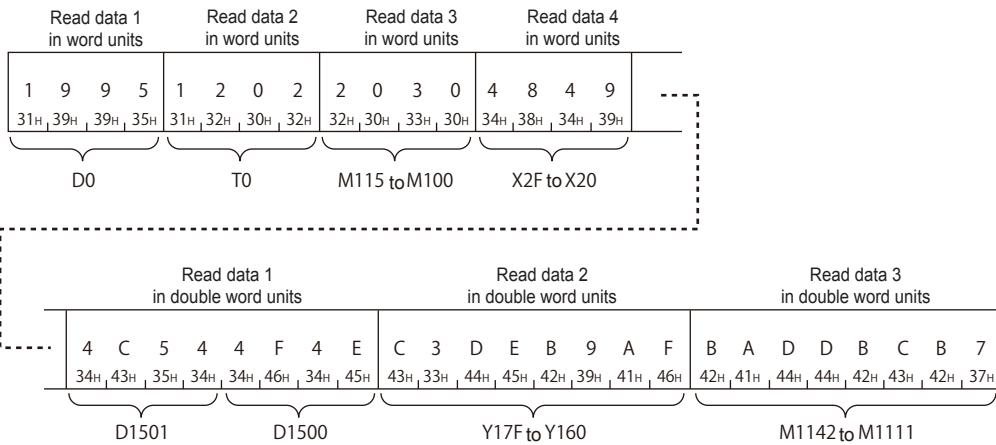 Read data 1 Read data 2 Read data 3 Read data 4
in word units in word units in word units in word units
1 9 9 5 1 2 0 2 2 0 3 0 4 8 4 9
31H 39H 39H 35H 31H 32H 30H 32H 32H 30H 33H 30H 34H 38H 34H 39H
D0 T0 M115 to M100 X2F to X20
Read data 1 Read data 2 Read data 3
in double word units in double word units in double word units
4 C 5 4 4 F 4 E C 3 D E B 9 A F B A D D B C B 7
34H 43H 35H 34H 34H 46H 34H 45H 43H 33H 44H 45H 42H 39H 41H 46H 42H 41H 44H 44H 42H 43H 42H 37H
D1501 D1500 Y17F to Y160 M1142 to M1111